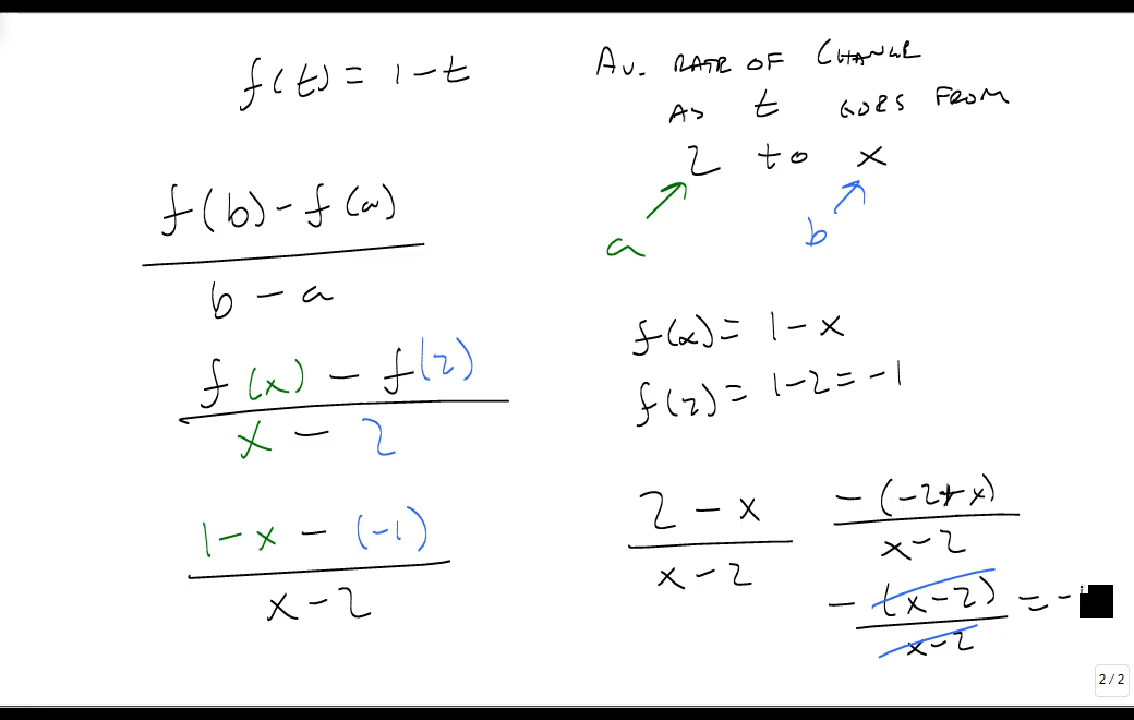 f(t) = 1 - t
Av. RATE OF CHANGE
AS t GOES FROM
2 to x
a
b
f(b) - f(a)
b - a
f(x) - f(2)
x - 2
1 - x - (-1)
x - 2
f(x) = 1 - x
f(2) = 1 - 2 = -1
2 - x
x - 2
-(-2 + x)
x - 2
-(x - 2) = -
x - 2
2 / 2